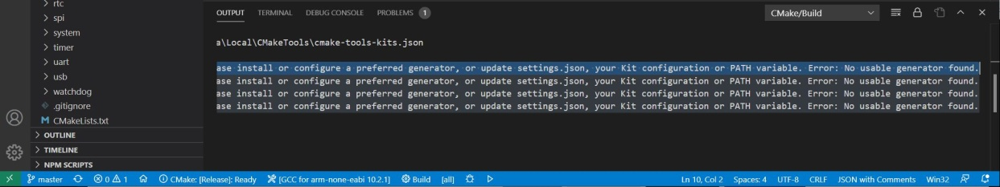 rtc
spi
system
timer
uart
usb
watchdog
.gitignore
CMakeLists.txt
OUTLINE
TIMELINE
NPM SCRIPTS
OUTPUT TERMINAL DEBUG CONSOLE PROBLEMS 1 CMake/Build
a\Local\CMakeTools\cmake-tools-kits.json
ase install or configure a preferred generator, or update settings.json, your Kit configuration or PATH variable. Error: No usable generator found.
ase install or configure a preferred generator, or update settings.json, your Kit configuration or PATH variable. Error: No usable generator found.
ase install or configure a preferred generator, or update settings.json, your Kit configuration or PATH variable. Error: No usable generator found.
ase install or configure a preferred generator, or update settings.json, your Kit configuration or PATH variable. Error: No usable generator found.
master 0 1 CMake: [Release]: Ready [GCC for arm-none-eabi 10.2.1] Build [all] Ln 10, Col 2 Spaces: 4 UTF-8 CRLF JSON with Comments Win32